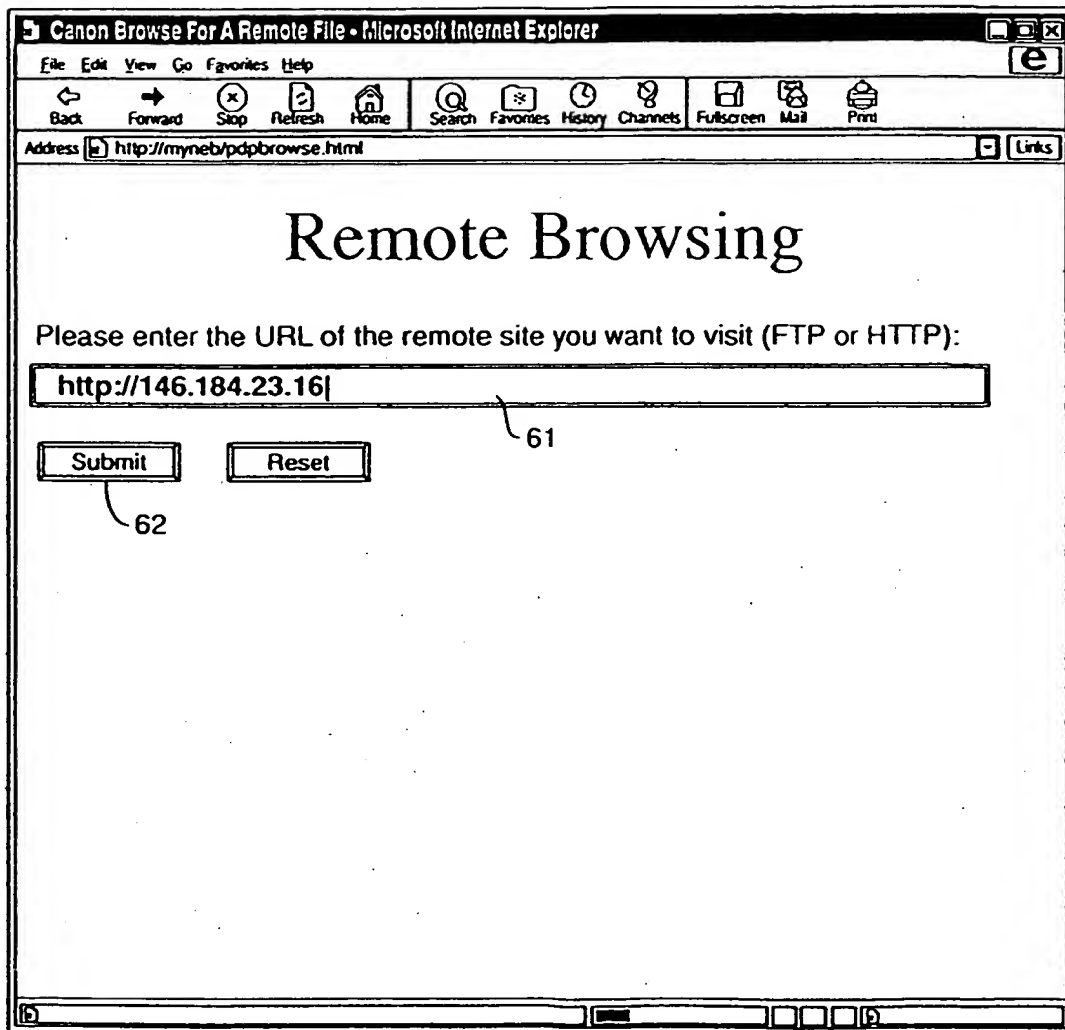 Canon Browse For A Remote File - Microsoft Internet Explorer
File Edit View Go Favorites Help
e
Back Forward Stop Refresh Home Search Favorites History Channels Fullscreen Mail Print
Address http://myneb/pdpbrowse.html Links
Remote Browsing
Please enter the URL of the remote site you want to visit (FTP or HTTP):
http://146.184.23.16
61
Submit Reset
62